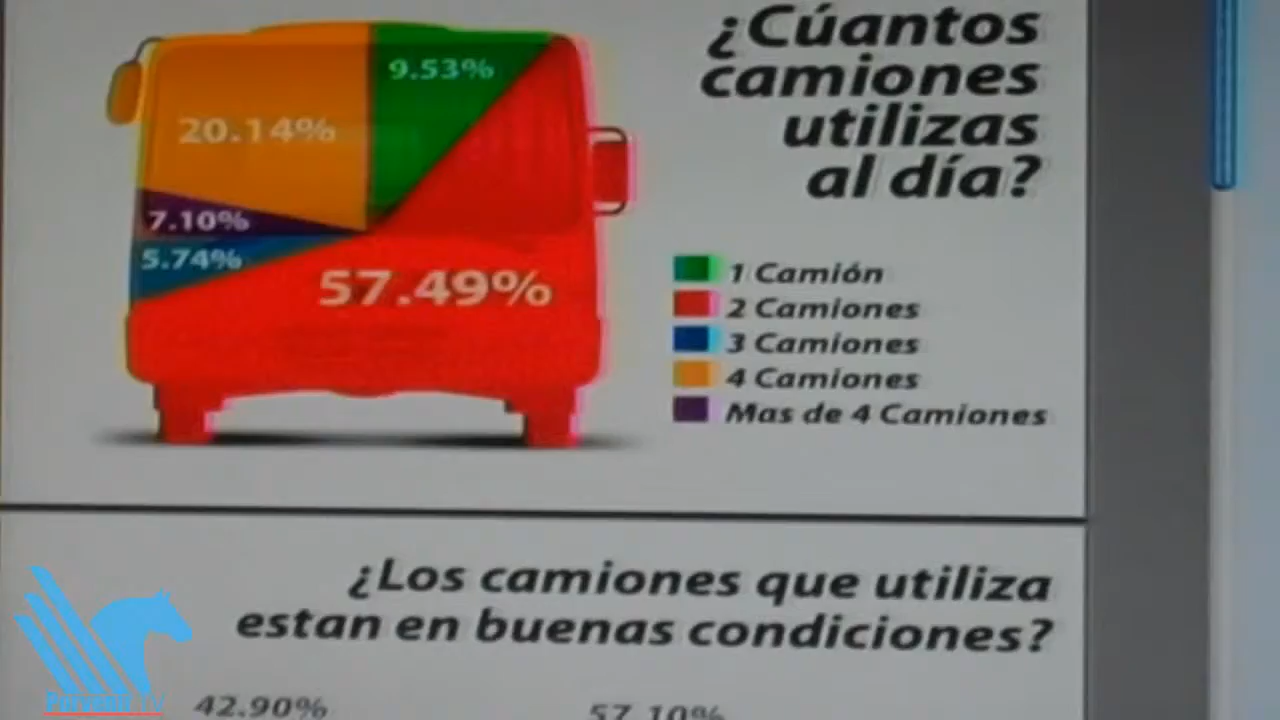 ¿Cúantos
camiones
utilizas
al día?
9.53%
20.14%
7.10%
5.74%
57.49%
1 Camión
2 Camiones
3 Camiones
4 Camiones
Mas de 4 Camiones
¿Los camiones que utiliza
estan en buenas condiciones?
42.90%
57.10%